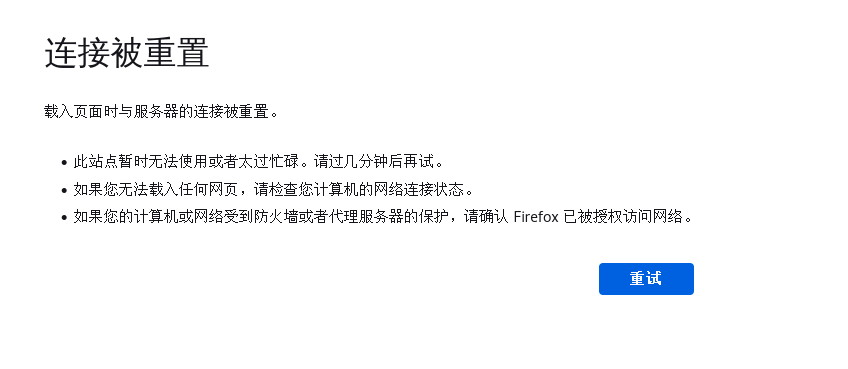 连接被重置
载入页面时与服务器的连接被重置。
此站点暂时无法使用或者太过忙碌。请过几分钟后再试。
如果您无法载入任何网页，请检查您计算机的网络连接状态。
如果您的计算机或网络受到防火墙或者代理服务器的保护，请确认 Firefox 已被授权访问网络。
重试